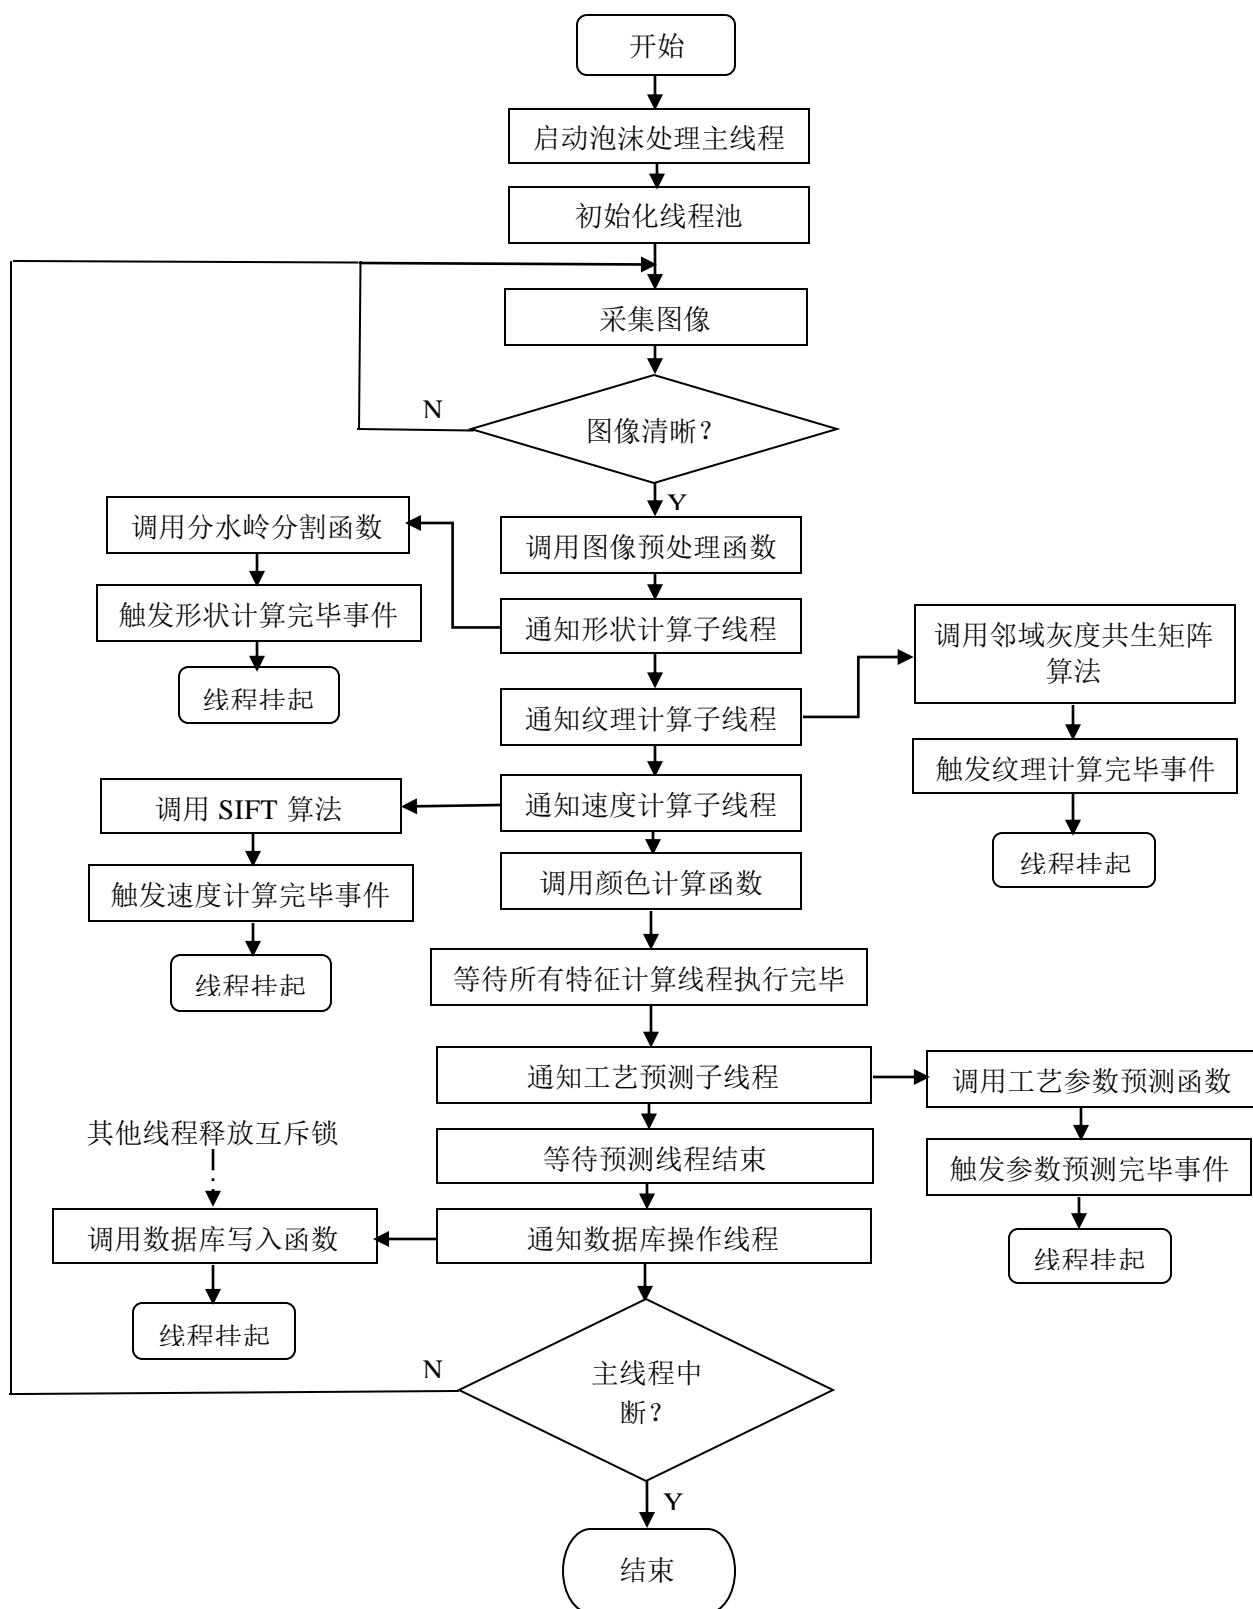 开始
启动泡沫处理主线程
初始化线程池
采集图像
N
图像清晰?
Y
调用分水岭分割函数
调用图像预处理函数
触发形状计算完毕事件
通知形状计算子线程
调用邻域灰度共生矩阵
算法
线程挂起
通知纹理计算子线程
触发纹理计算完毕事件
调用 SIFT 算法
通知速度计算子线程
线程挂起
触发速度计算完毕事件
调用颜色计算函数
线程挂起
等待所有特征计算线程执行完毕
通知工艺预测子线程
调用工艺参数预测函数
其他线程释放互斥锁
等待预测线程结束
触发参数预测完毕事件
调用数据库写入函数
通知数据库操作线程
线程挂起
线程挂起
N
主线程中
断?
Y
结束